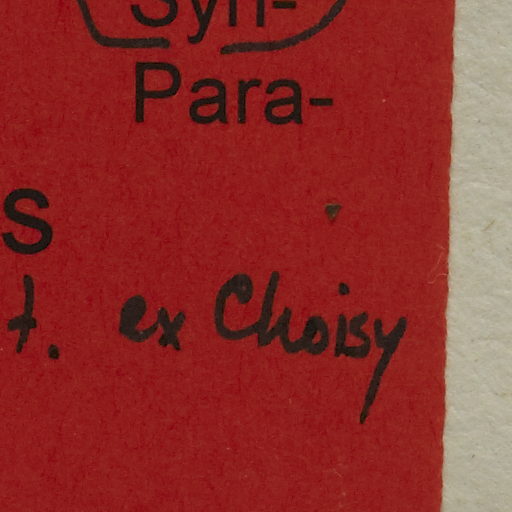 Syn-
Para-
s
t. ex Choisy